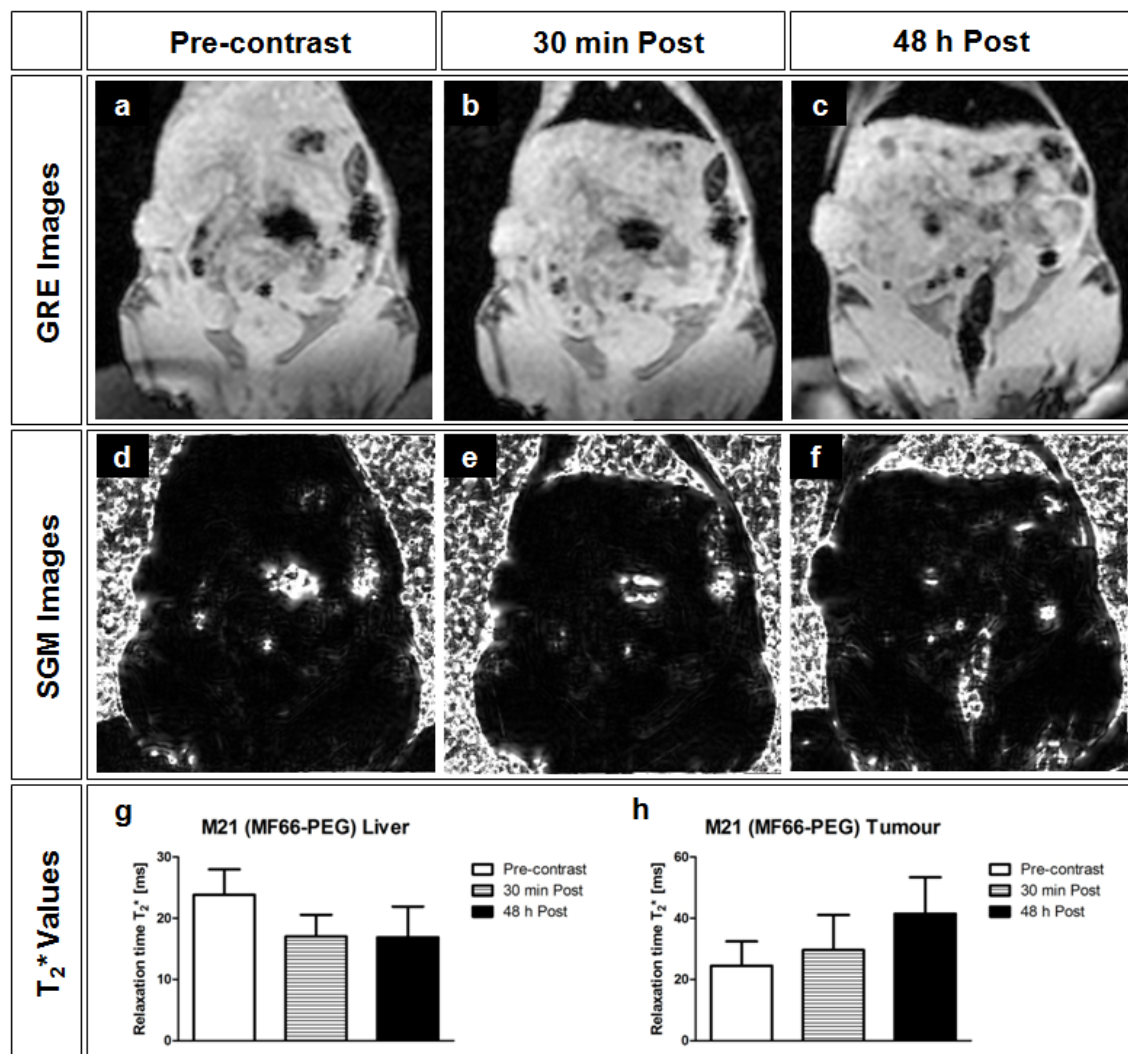 Pre-contrast
30 min Post
48 h Post
GRE Images
a
b
c
SGM Images
d
e
f
T₂* Values
g
M21 (MF66-PEG) Liver
Relaxation time T₂* [ms]
30
20
10
0
Pre-contrast
30 min Post
48 h Post
h
M21 (MF66-PEG) Tumour
Relaxation time T₂* [ms]
60
40
20
0
Pre-contrast
30 min Post
48 h Post